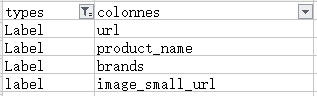 types colonnes
Label url
Label product_name
Label brands
label image_small_url